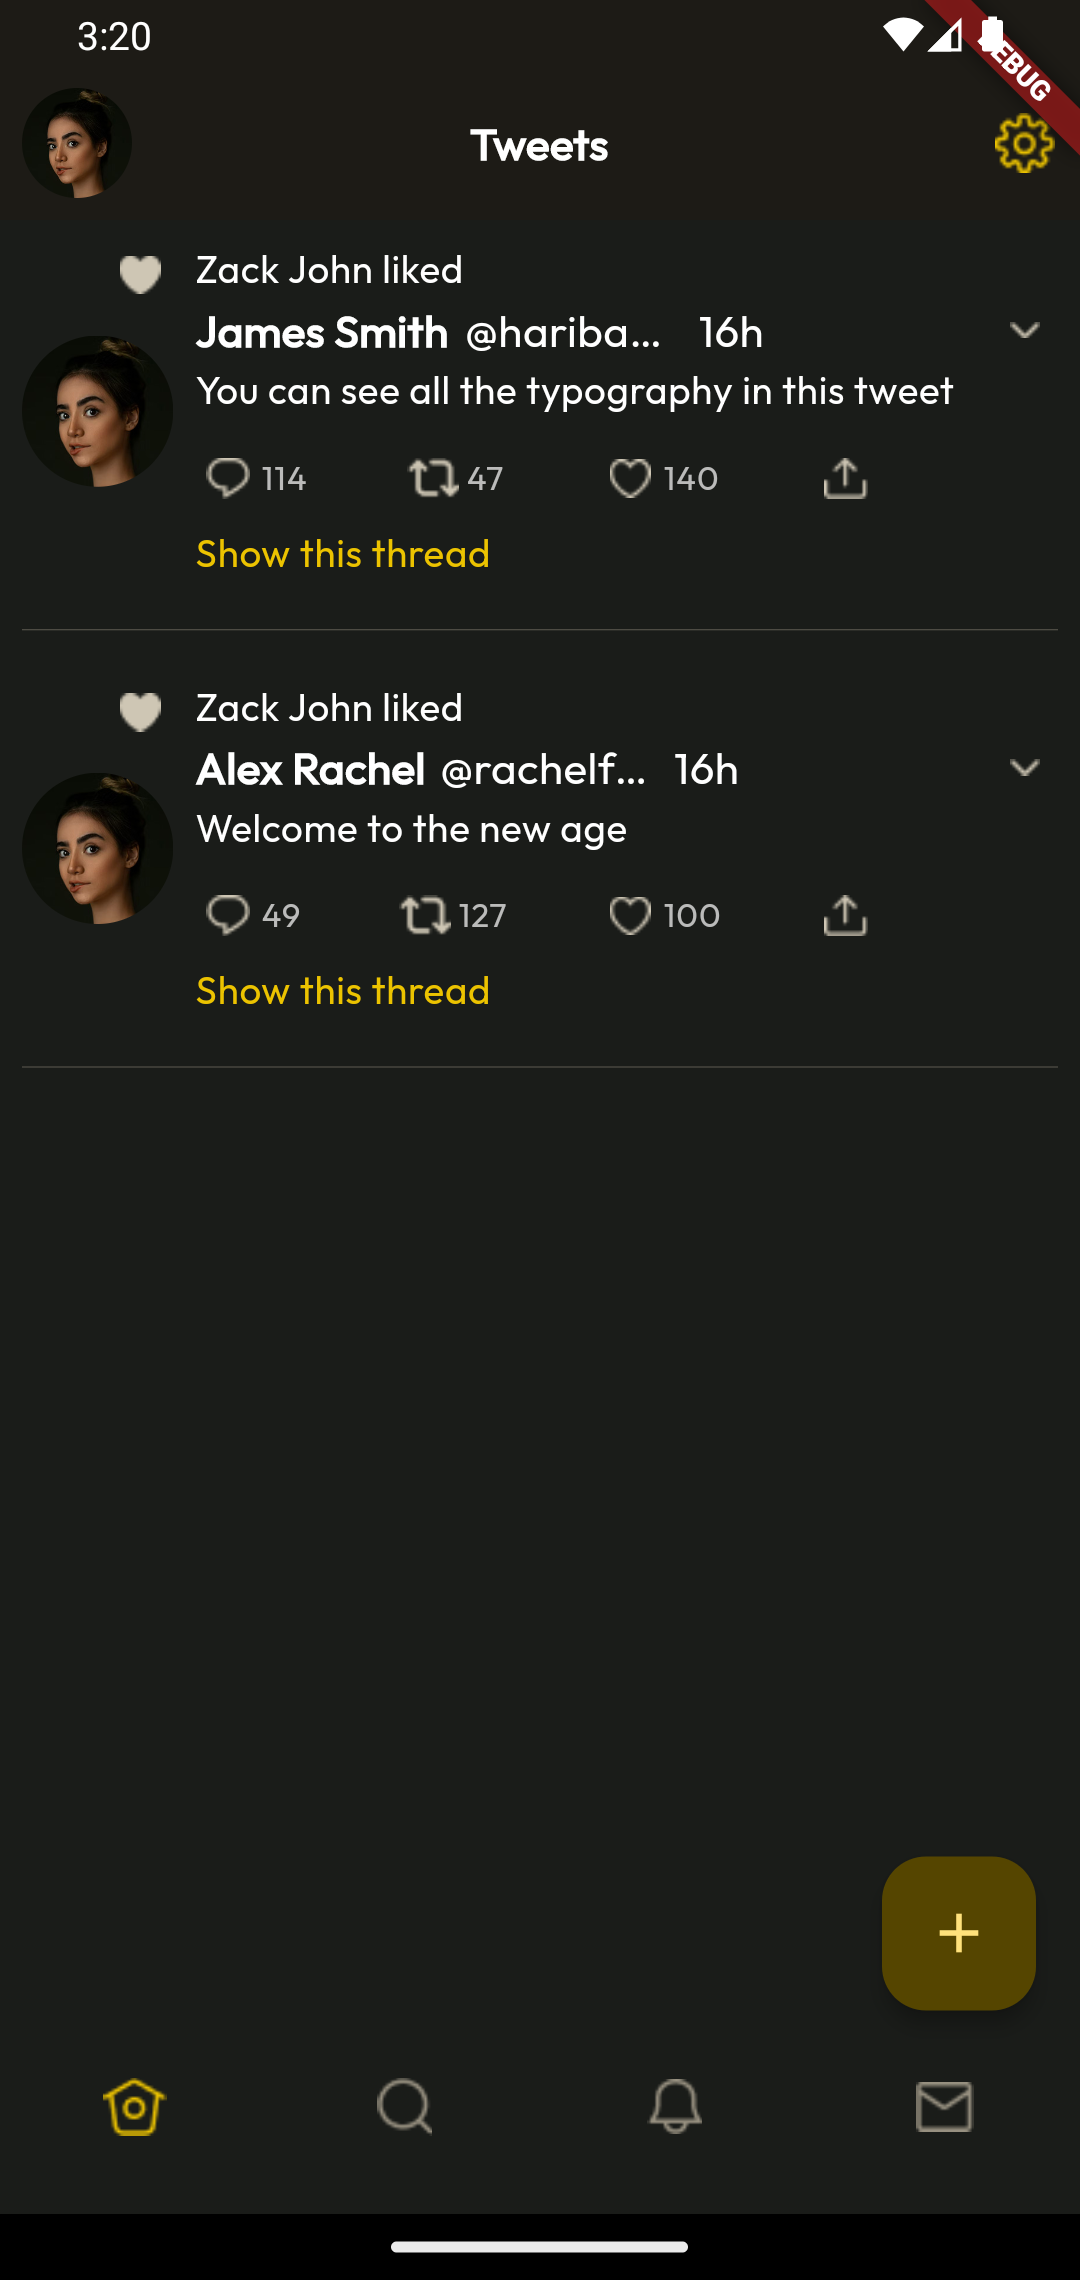 3:20
EBUG
Tweets
Zack John liked
James Smith @hariba... 16h
You can see all the typography in this tweet
114 47 140
Show this thread
Zack John liked
Alex Rachel @rachelf... 16h
Welcome to the new age
49 127 100
Show this thread